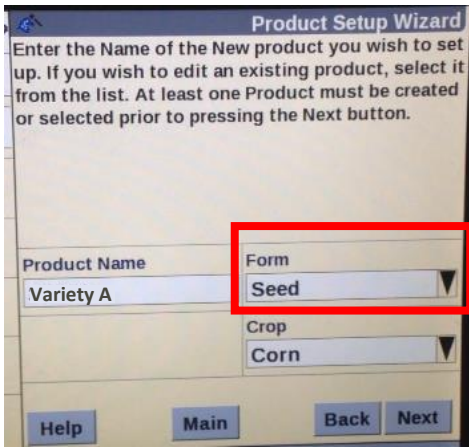 Product Setup Wizard
Enter the Name of the New product you wish to set
up. If you wish to edit an existing product, select it
from the list. At least one Product must be created
or selected prior to pressing the Next button.
Product Name
Form
Variety A
Seed
Crop
Corn
Help
Main
Back
Next